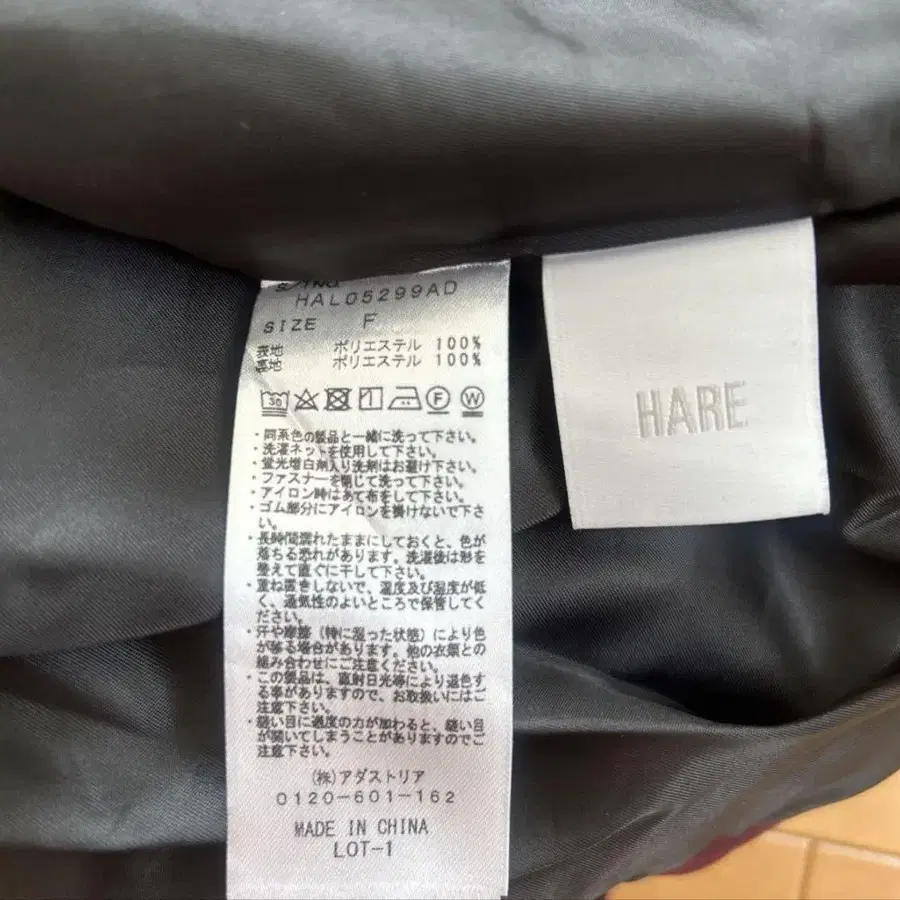 HAL05299AD
SIZE F
表地 ポリエステル 100%
裏地 ポリエステル 100%
30 F W
・同系色の製品と一緒に洗って下さい。
・洗濯ネットを使用して下さい。
・蛍光増白剤入り洗剤はお避け下さい。
・ファスナーを閉じて洗って下さい。
・アイロン時はあて布をして下さい。
・ゴム部分にアイロンを掛けないで下さ
い。
・長時間濡れたままにしておくと、色が
落ちる恐れがあります。洗濯後は形を
整えて直ぐに干して下さい。
・重ね置きしないで、温度及び湿度が低
く、通気性のよいところで保管してく
ださい。
・汗や摩擦（特に湿った状態）により色
が移る場合があります。他の衣類との
組み合わせにご注意ください。
・この製品は、直射日光等により退色す
る事がありますので、お取扱いにはご
注意下さい。
・縫い目に過度の力が加わると、縫い目
が開いてしまうことがありますのでご
注意下さい。
(株)アダストリア
0120-601-162
MADE IN CHINA
LOT-1
HARE